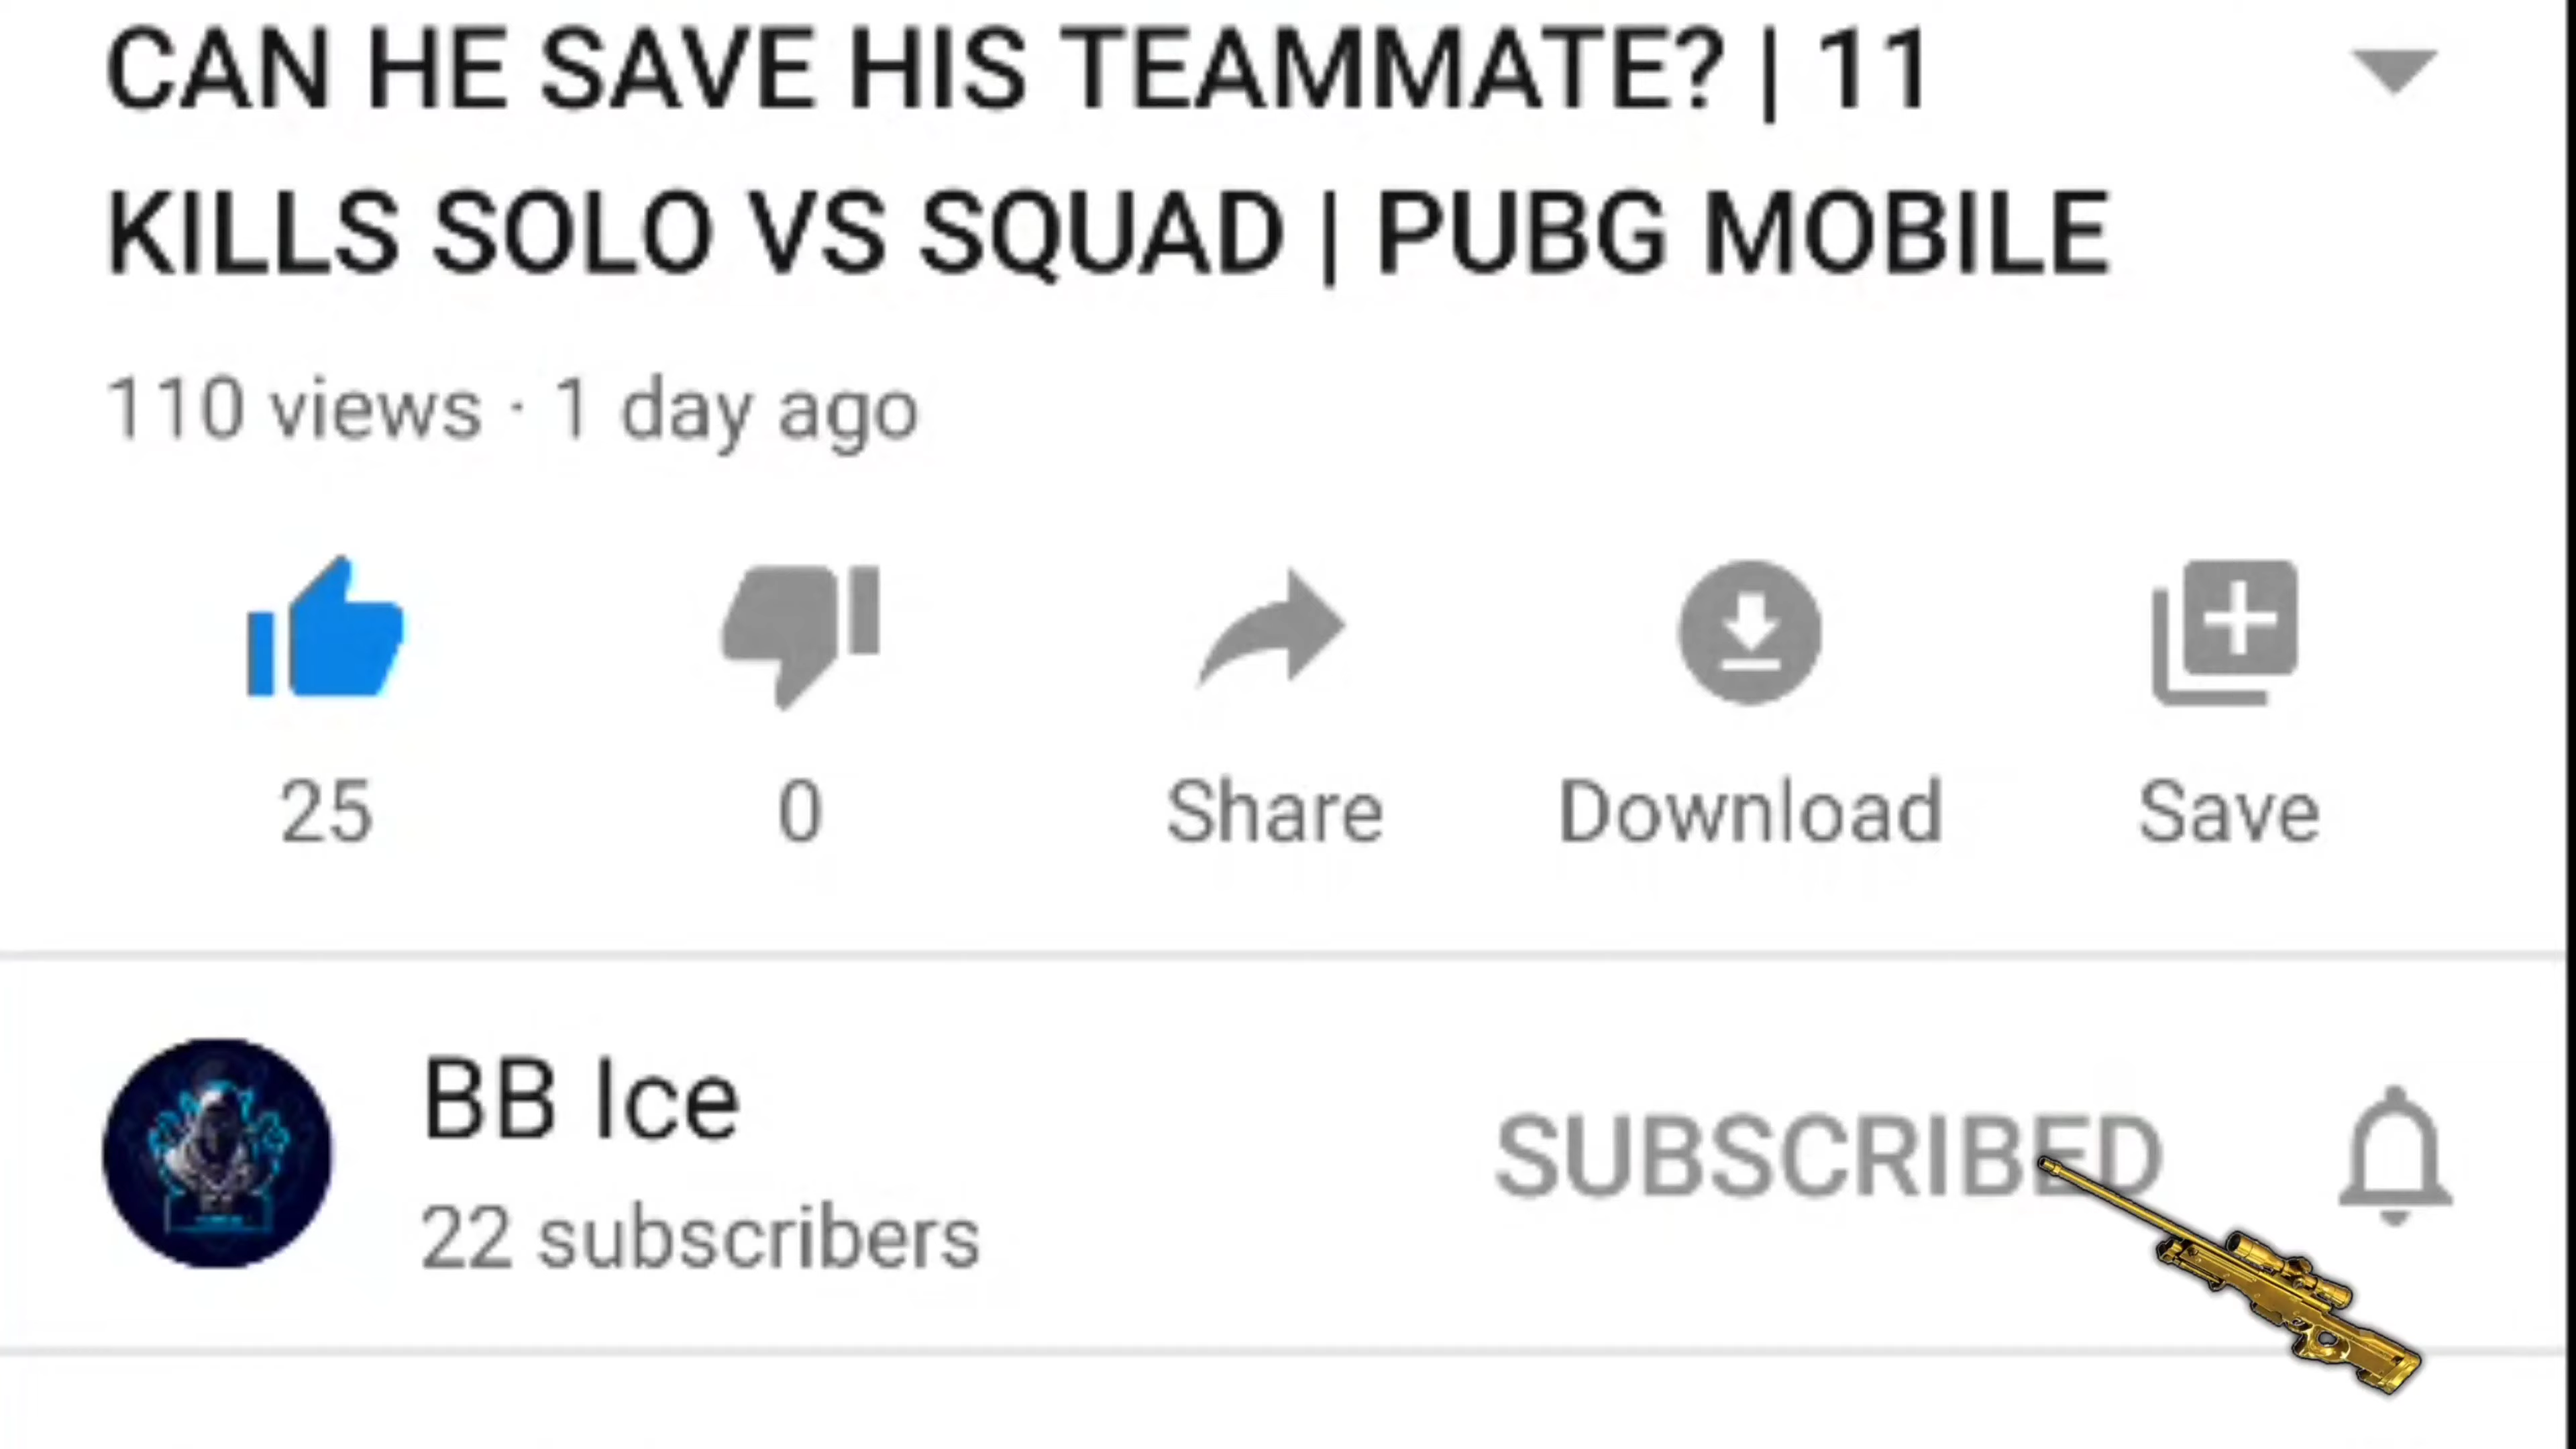 CAN HE SAVE HIS TEAMMATE? | 11
KILLS SOLO VS SQUAD | PUBG MOBILE
110 views · 1 day ago
25
0
Share
Download
Save
BB Ice
SUBSCRIBED
22 subscribers